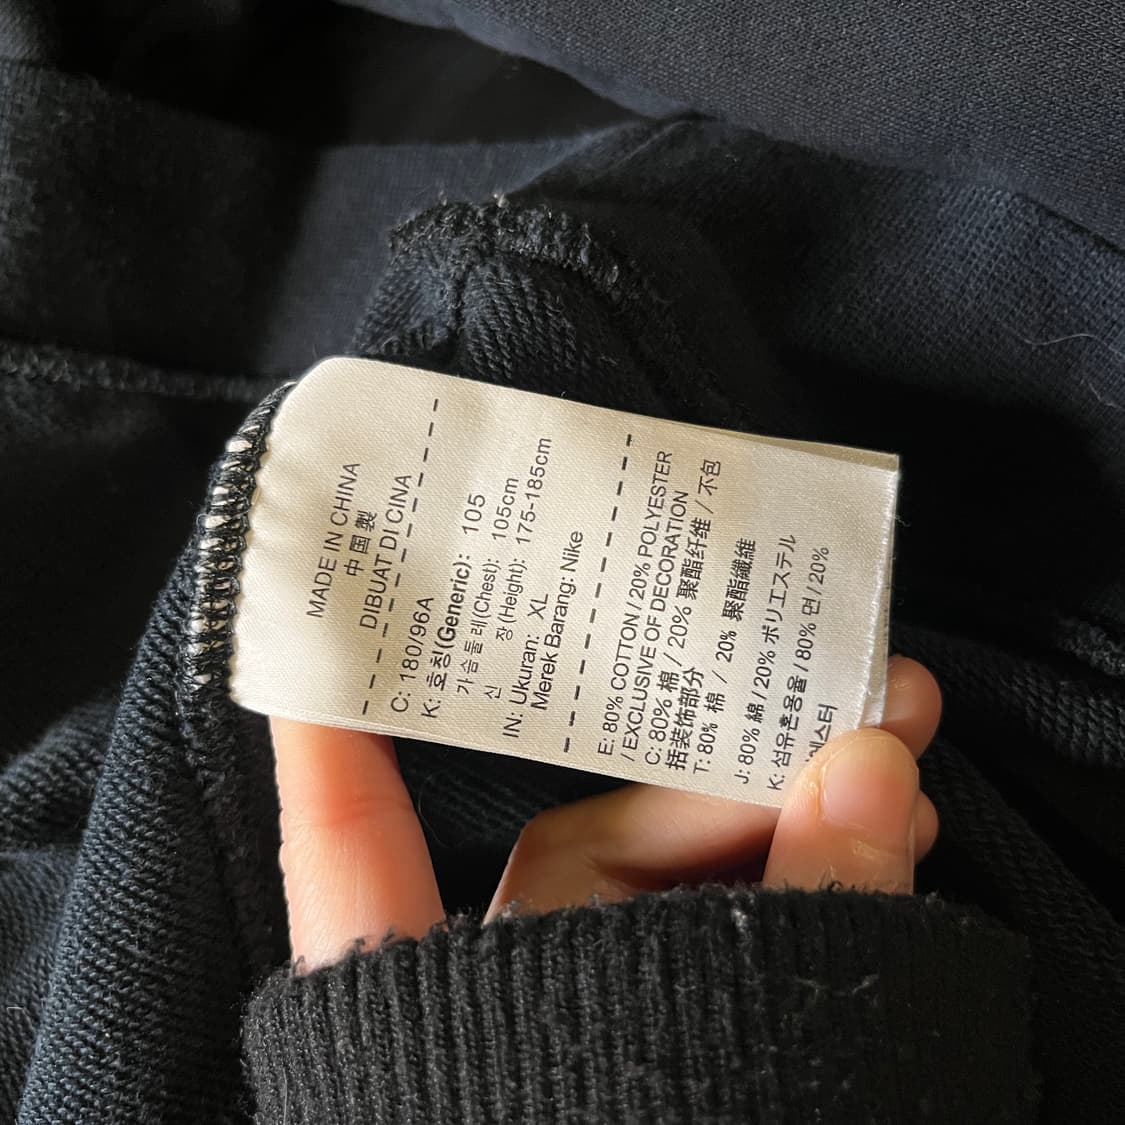 MADE IN CHINA
中国製
DIBUAT DI CINA
C: 180/96A
K: 호칭(Generic): 105
가슴둘레(Chest): 105cm
신 장(Height): 175-185cm
IN: Ukuran: XL
Merek Barang: Nike
E: 80% COTTON / 20% POLYESTER
/ EXCLUSIVE OF DECORATION
C: 80% 棉 / 20% 聚酯纤维 / 不包
括装饰部分
T: 80% 棉 / 20% 聚酯纖維
J: 80% 綿 / 20% ポリエステル
K: 섬유혼용율 / 80% 면 / 20%
에스터